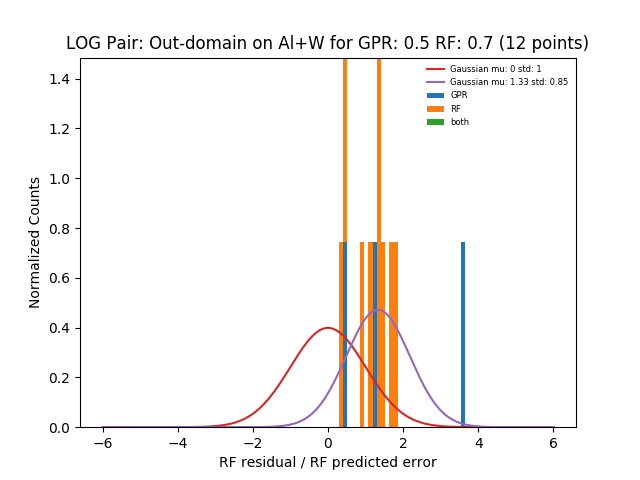 LOG Pair: Out-domain on Al+W for GPR: 0.5 RF: 0.7 (12 points)
Gaussian mu: 0 std: 1
Gaussian mu: 1.33 std: 0.85
GPR
RF
both
Normalized Counts
1.4
1.2
1.0
0.8
0.6
0.4
0.2
0.0
−6 −4 −2 0 2 4 6
RF residual / RF predicted error